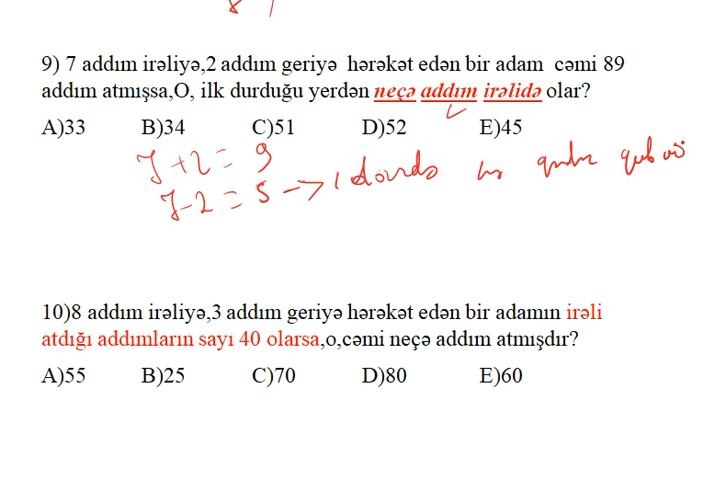 9) 7 addım irəliyə,2 addım geriyə hərəkət edən bir adam cəmi 89
addım atmışsa,O, ilk durduğu yerdən neçə addım irəlidə olar?
A)33 B)34 C)51 D)52 E)45
7+2=9
7-2=5→1 dövrdə
10)8 addım irəliyə,3 addım geriyə hərəkət edən bir adamın irəli
atdığı addımların sayı 40 olarsa,o,cəmi neçə addım atmışdır?
A)55 B)25 C)70 D)80 E)60